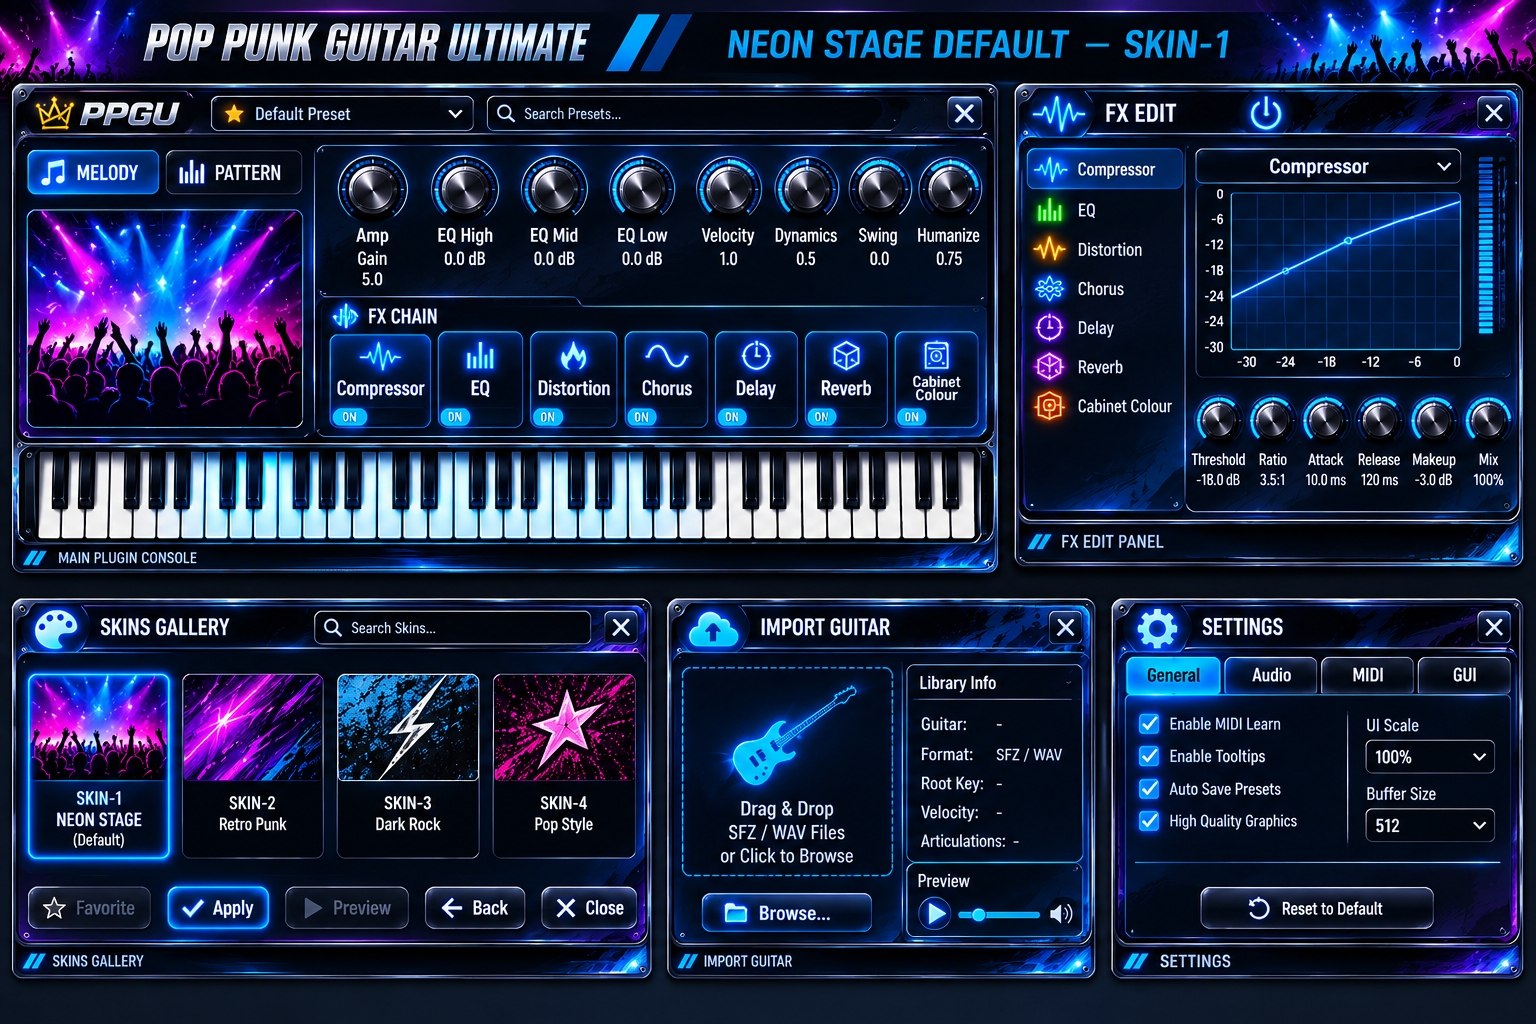 POP PUNK GUITAR ULTIMATE
NEON STAGE DEFAULT — SKIN-1
PPGU
Default Preset
Search Presets...
MELODY
PATTERN
Amp
Gain
5.0
EQ High
0.0 dB
EQ Mid
0.0 dB
EQ Low
0.0 dB
Velocity
1.0
Dynamics
0.5
Swing
0.0
Humanize
0.75
FX CHAIN
Compressor
ON
EQ
ON
Distortion
ON
Chorus
ON
Delay
ON
Reverb
ON
Cabinet
Colour
ON
MAIN PLUGIN CONSOLE
FX EDIT
Compressor
EQ
Distortion
Chorus
Delay
Reverb
Cabinet Colour
Compressor
0
-6
-12
-18
-24
-24
-30
-30 -24 -18 -12 -6 0
Threshold
-18.0 dB
Ratio
3.5:1
Attack
10.0 ms
Release
120 ms
Makeup
-3.0 dB
Mix
100%
FX EDIT PANEL
SKINS GALLERY
Search Skins...
SKIN-1
NEON STAGE
(Default)
SKIN-2
Retro Punk
SKIN-3
Dark Rock
SKIN-4
Pop Style
Favorite
Apply
Preview
Back
Close
SKINS GALLERY
IMPORT GUITAR
Drag & Drop
SFZ / WAV Files
or Click to Browse
Browse...
Library Info
Guitar: -
Format: SFZ / WAV
Root Key: -
Velocity: -
Articulations: -
Preview
IMPORT GUITAR
SETTINGS
General
Audio
MIDI
GUI
Enable MIDI Learn
Enable Tooltips
Auto Save Presets
High Quality Graphics
UI Scale
100%
Buffer Size
512
Reset to Default
SETTINGS